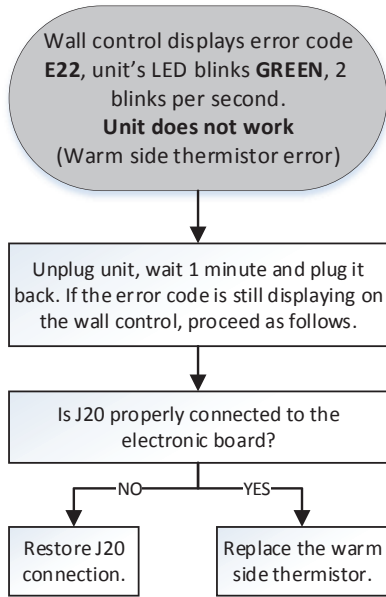 Wall control displays error code
E22, unit's LED blinks GREEN, 2
blinks per second.
Unit does not work
(Warm side thermistor error)
Unplug unit, wait 1 minute and plug it
back. If the error code is still displaying on
the wall control, proceed as follows.
Is J20 properly connected to the
electronic board?
NO
YES
Restore J20
connection.
Replace the warm
side thermistor.